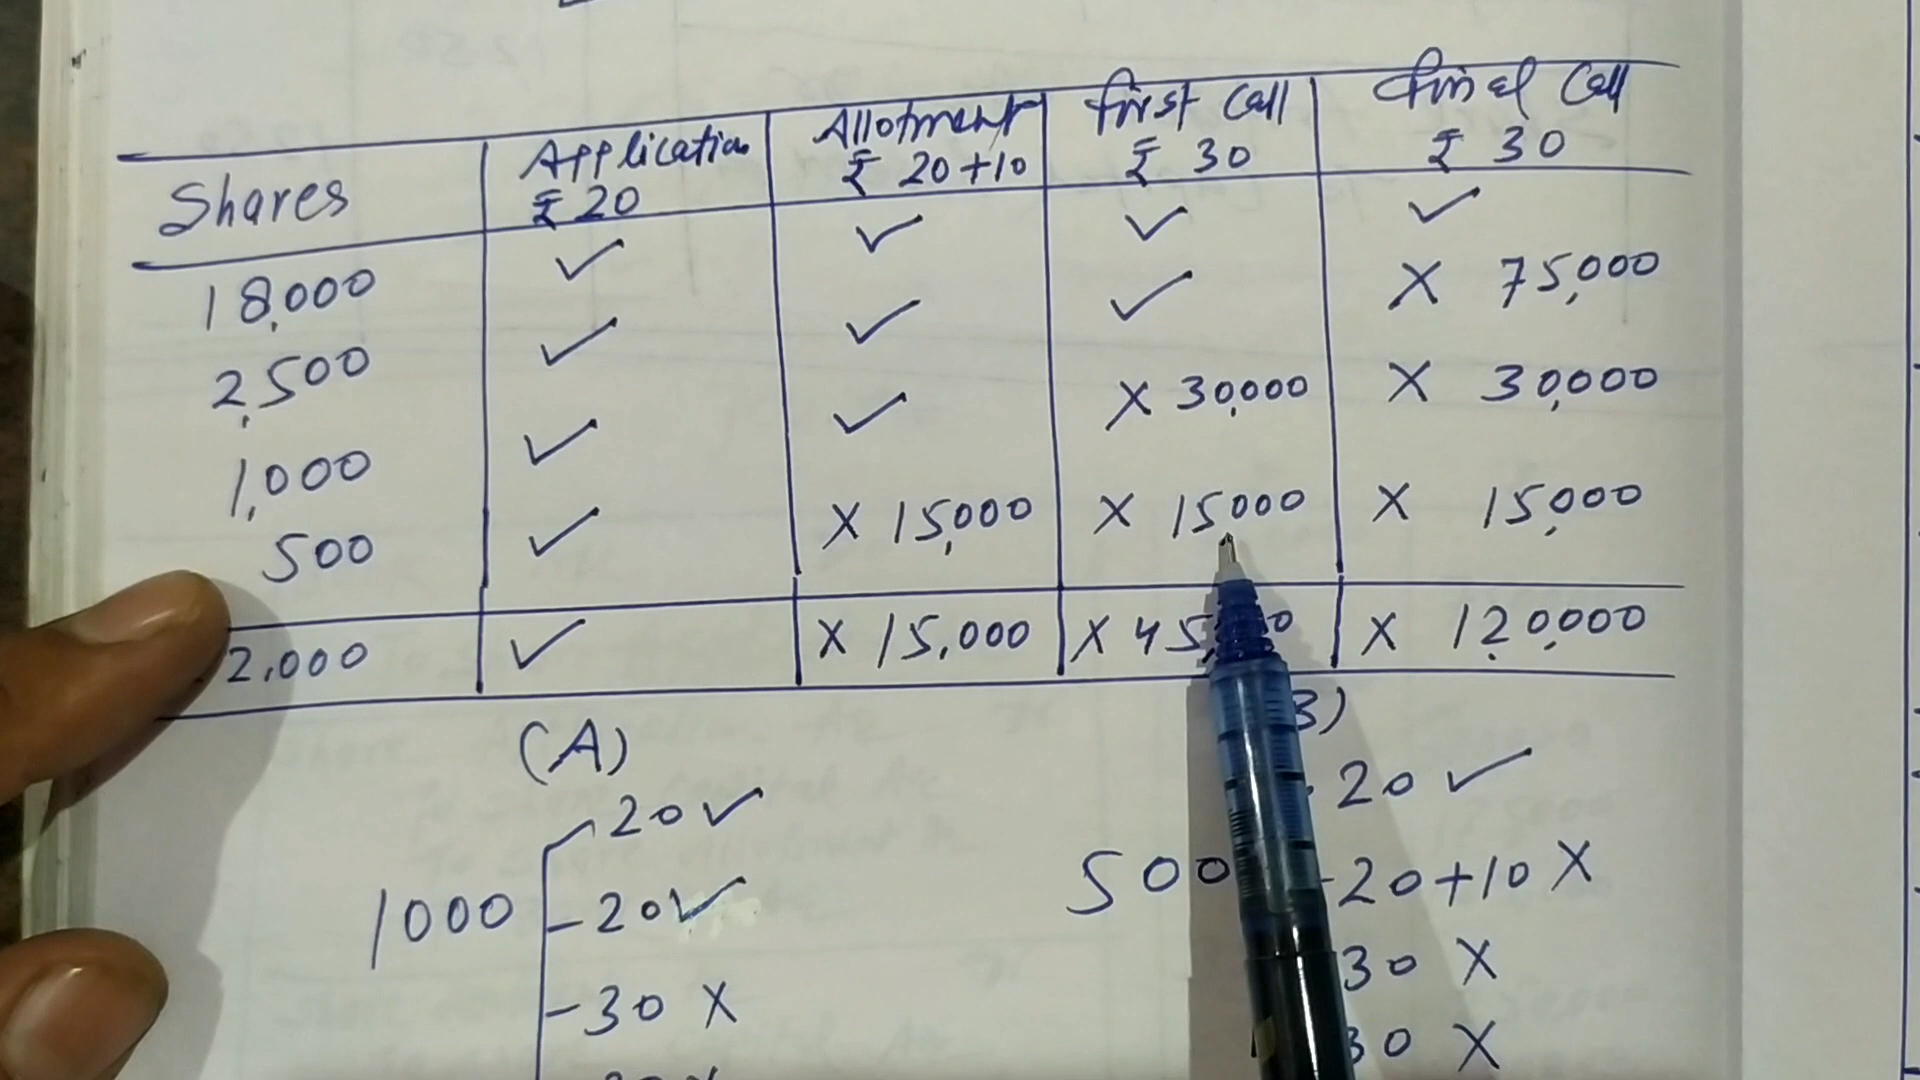 Shares Application Allotment First Call Final Call
₹ 20 ₹ 20+10 ₹ 30 ₹ 30
18,000 ✓ ✓ ✓ ✓
2,500 ✓ ✓ ✓ X 75,000
1,000 ✓ ✓ X 30,000 X 30,000
500 ✓ X 15,000 X 15000 X 15,000
2,000 ✓ X 15,000 X X 120,000
(A)
20 ✓
1000 - 20 ✓
- 30 X
20 ✓
500 - 20+10 X
30 X
30 X